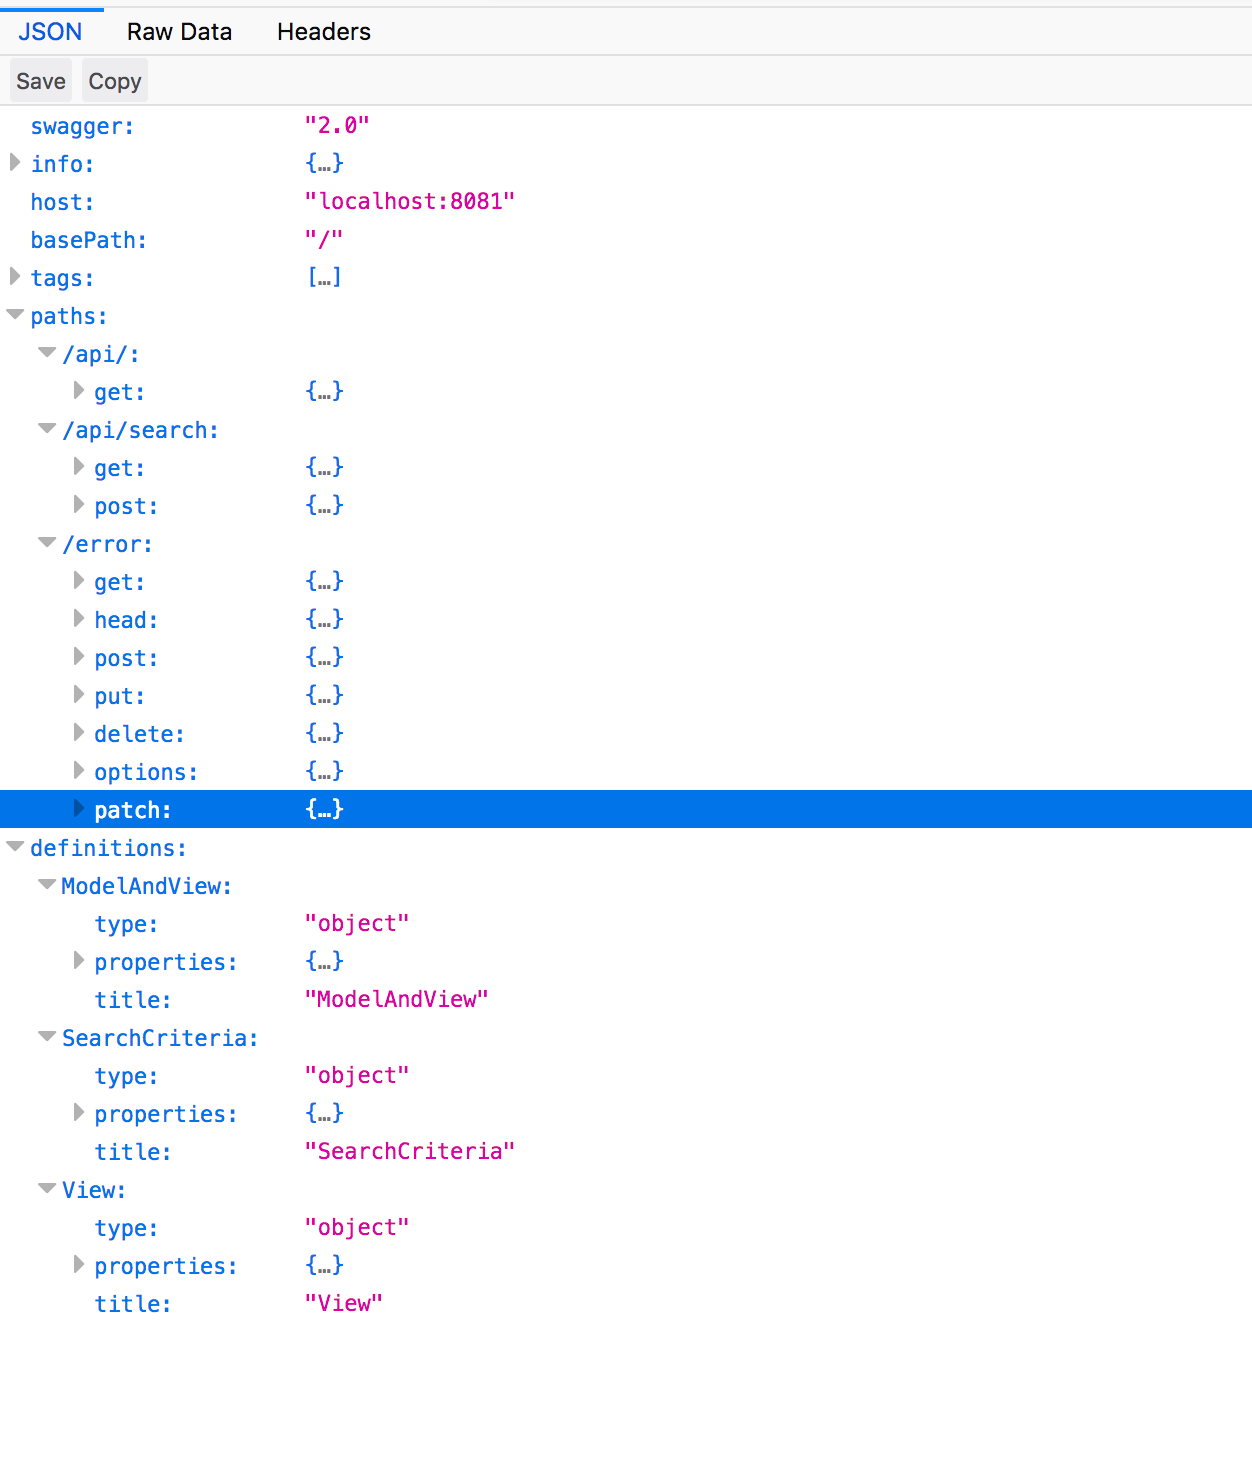 JSON Raw Data Headers
Save Copy
swagger: "2.0"
info: {…}
host: "localhost:8081"
basePath: "/"
tags: […]
paths:
/api/:
get: {…}
/api/search:
get: {…}
post: {…}
/error:
get: {…}
head: {…}
post: {…}
put: {…}
delete: {…}
options: {…}
patch: {…}
definitions:
ModelAndView:
type: "object"
properties: {…}
title: "ModelAndView"
SearchCriteria:
type: "object"
properties: {…}
title: "SearchCriteria"
View:
type: "object"
properties: {…}
title: "View"